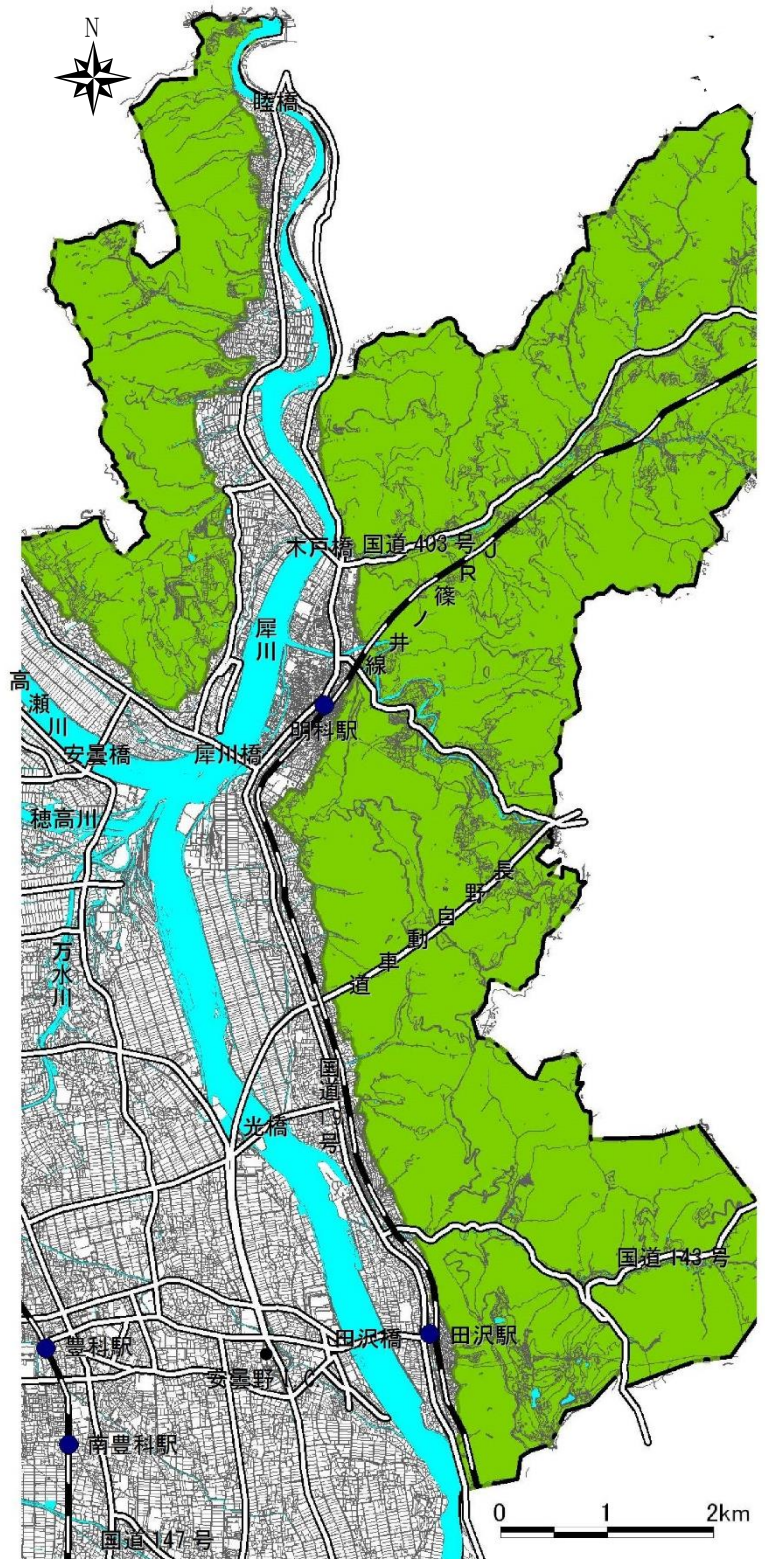 N
睦橋
木戸橋
国道403号
JR篠ノ井線
犀川
高瀬川
明科駅
安曇橋
犀川橋
穂高川
長野自動車道
万水川
国道19号
光橋
国道143号
田沢橋
田沢駅
豊科駅
安曇野I.C
南豊科駅
0 1 2km
国道147号